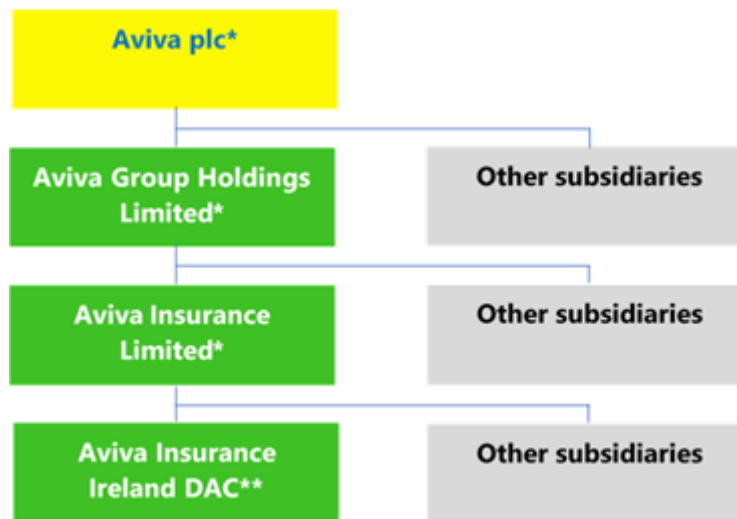 Aviva plc*
Aviva Group Holdings
Limited*
Other subsidiaries
Aviva Insurance
Limited*
Other subsidiaries
Aviva Insurance
Ireland DAC**
Other subsidiaries